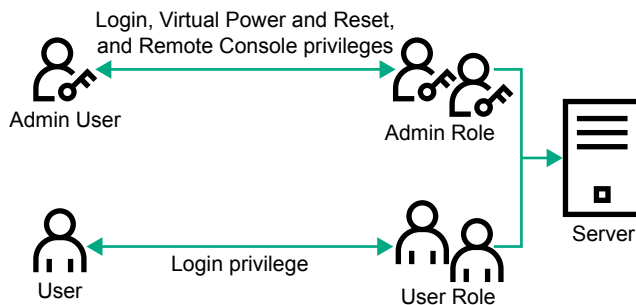 Login, Virtual Power and Reset,
and Remote Console privileges
Admin User
Admin Role
Server
Login privilege
User
User Role